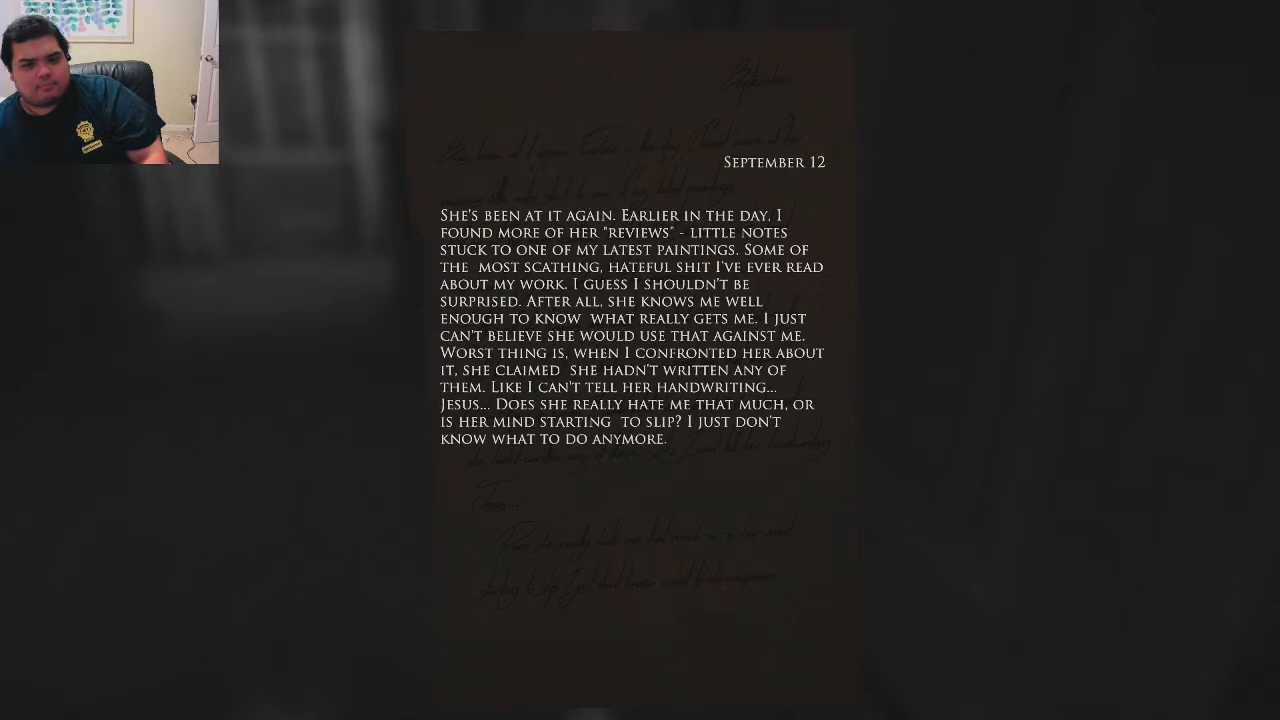 September 12
She's been at it again. Earlier in the day, I
found more of her "reviews" - little notes
stuck to one of my latest paintings. Some of
the most scathing, hateful shit I've ever read
about my work. I guess I shouldn't be
surprised. After all, she knows me well
enough to know what really gets me. I just
can't believe she would use that against me.
Worst thing is, when I confronted her about
it, she claimed she hadn't written any of
them. Like I can't tell her handwriting...
Jesus... Does she really hate me that much, or
is her mind starting to slip? I just don't
know what to do anymore.